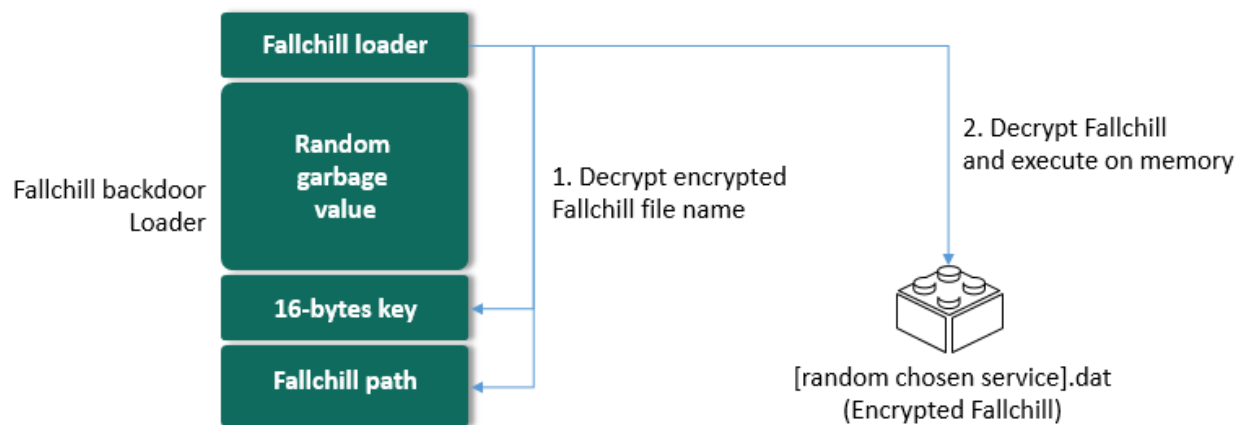 Fallchill loader
Random
garbage
value
Fallchill backdoor
Loader
16-bytes key
Fallchill path
1. Decrypt encrypted
Fallchill file name
2. Decrypt Fallchill
and execute on memory
[random chosen service].dat
(Encrypted Fallchill)